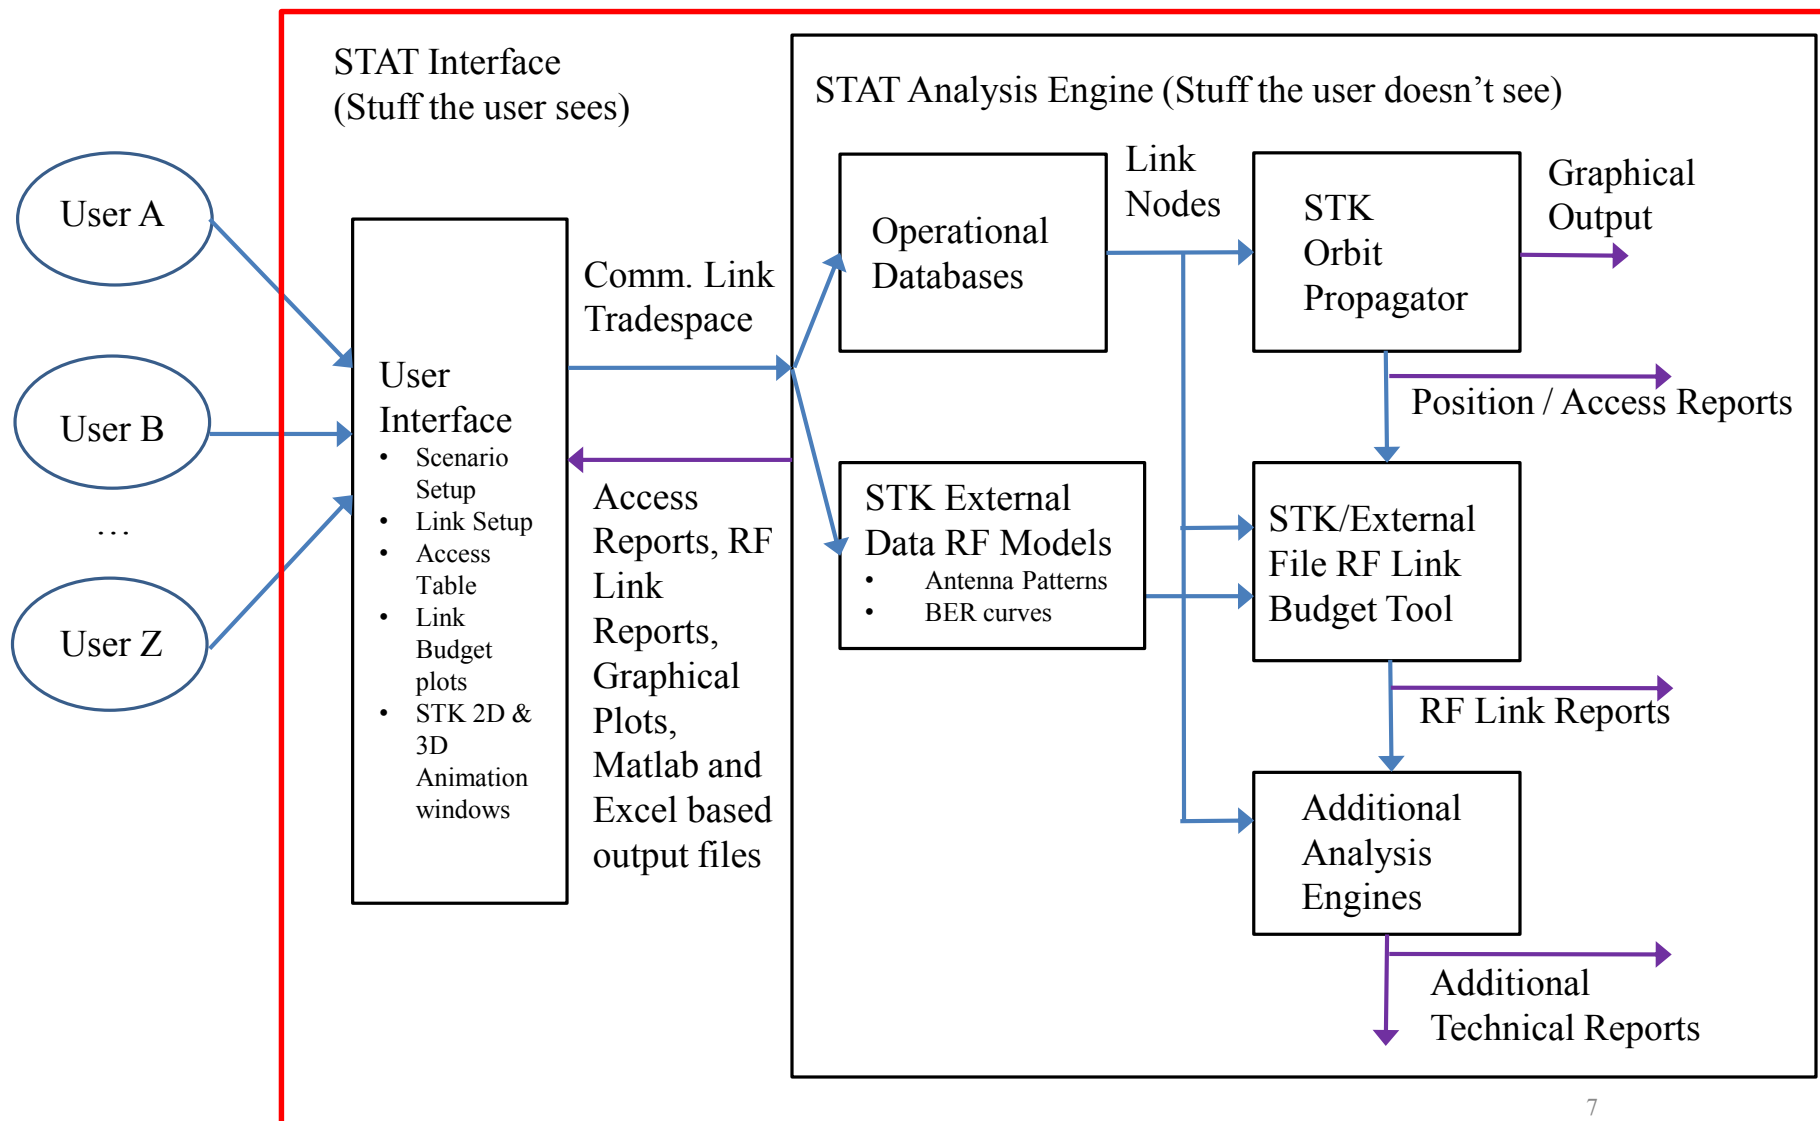 STAT Interface
(Stuff the user sees)
STAT Analysis Engine (Stuff the user doesn’t see)
User A
User B
…
User Z
User
Interface
• Scenario
Setup
• Link Setup
• Access
Table
• Link
Budget
plots
• STK 2D &
3D
Animation
windows
Comm. Link
Tradespace
Access
Reports, RF
Link
Reports,
Graphical
Plots,
Matlab and
Excel based
output files
Operational
Databases
Link
Nodes
STK
Orbit
Propagator
Graphical
Output
Position / Access Reports
STK External
Data RF Models
• Antenna Patterns
• BER curves
STK/External
File RF Link
Budget Tool
RF Link Reports
Additional
Analysis
Engines
Additional
Technical Reports
7